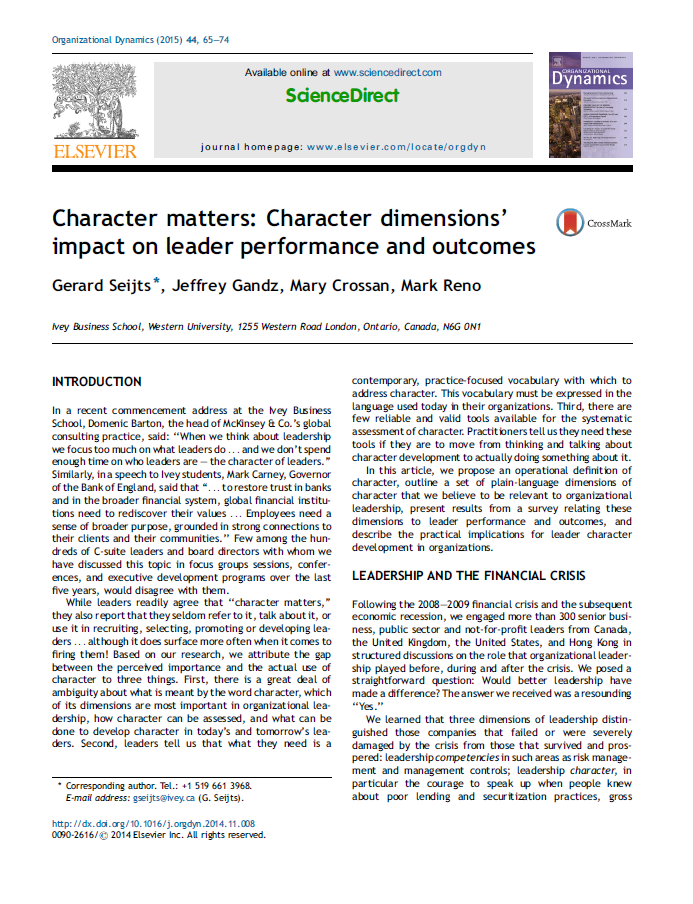 Organizational Dynamics (2015) 44, 65—74
Available online at www.sciencedirect.com
ScienceDirect
journal homepage: www.elsevier.com/locate/orgdyn
ELSEVIER
ORGANIZATIONAL
Dynamics
Character matters: Character dimensions’
impact on leader performance and outcomes
CrossMark
Gerard Seijts *, Jeffrey Gandz, Mary Crossan, Mark Reno
Ivey Business School, Western University, 1255 Western Road London, Ontario, Canada, N6G 0N1
INTRODUCTION
In a recent commencement address at the Ivey Business
School, Domenic Barton, the head of McKinsey & Co.’s global
consulting practice, said: ‘‘When we think about leadership
we focus too much on what leaders do . . . and we don’t spend
enough time on who leaders are — the character of leaders.’’
Similarly, in a speech to Ivey students, Mark Carney, Governor
of the Bank of England, said that ‘‘. . . to restore trust in banks
and in the broader financial system, global financial institu-
tions need to rediscover their values . . . Employees need a
sense of broader purpose, grounded in strong connections to
their clients and their communities.’’ Few among the hun-
dreds of C-suite leaders and board directors with whom we
have discussed this topic in focus groups sessions, confer-
ences, and executive development programs over the last
five years, would disagree with them.
While leaders readily agree that ‘‘character matters,’’
they also report that they seldom refer to it, talk about it, or
use it in recruiting, selecting, promoting or developing lea-
ders . . . although it does surface more often when it comes to
firing them! Based on our research, we attribute the gap
between the perceived importance and the actual use of
character to three things. First, there is a great deal of
ambiguity about what is meant by the word character, which
of its dimensions are most important in organizational lea-
dership, how character can be assessed, and what can be
done to develop character in today’s and tomorrow’s lea-
ders. Second, leaders tell us that what they need is a
* Corresponding author. Tel.: +1 519 661 3968.
E-mail address: gseijts@ivey.ca (G. Seijts).
contemporary, practice-focused vocabulary with which to
address character. This vocabulary must be expressed in the
language used today in their organizations. Third, there are
few reliable and valid tools available for the systematic
assessment of character. Practitioners tell us they need these
tools if they are to move from thinking and talking about
character development to actually doing something about it.
In this article, we propose an operational definition of
character, outline a set of plain-language dimensions of
character that we believe to be relevant to organizational
leadership, present results from a survey relating these
dimensions to leader performance and outcomes, and
describe the practical implications for leader character
development in organizations.
LEADERSHIP AND THE FINANCIAL CRISIS
Following the 2008—2009 financial crisis and the subsequent
economic recession, we engaged more than 300 senior busi-
ness, public sector and not-for-profit leaders from Canada,
the United Kingdom, the United States, and Hong Kong in
structured discussions on the role that organizational leader-
ship played before, during and after the crisis. We posed a
straightforward question: Would better leadership have
made a difference? The answer we received was a resounding
‘‘Yes.’’
We learned that three dimensions of leadership distin-
guished those companies that failed or were severely
damaged by the crisis from those that survived and pros-
pered: leadership competencies in such areas as risk manage-
ment and management controls; leadership character, in
particular the courage to speak up when people knew
about poor lending and securitization practices, gross
http://dx.doi.org/10.1016/j.orgdyn.2014.11.008
0090-2616/© 2014 Elsevier Inc. All rights reserved.